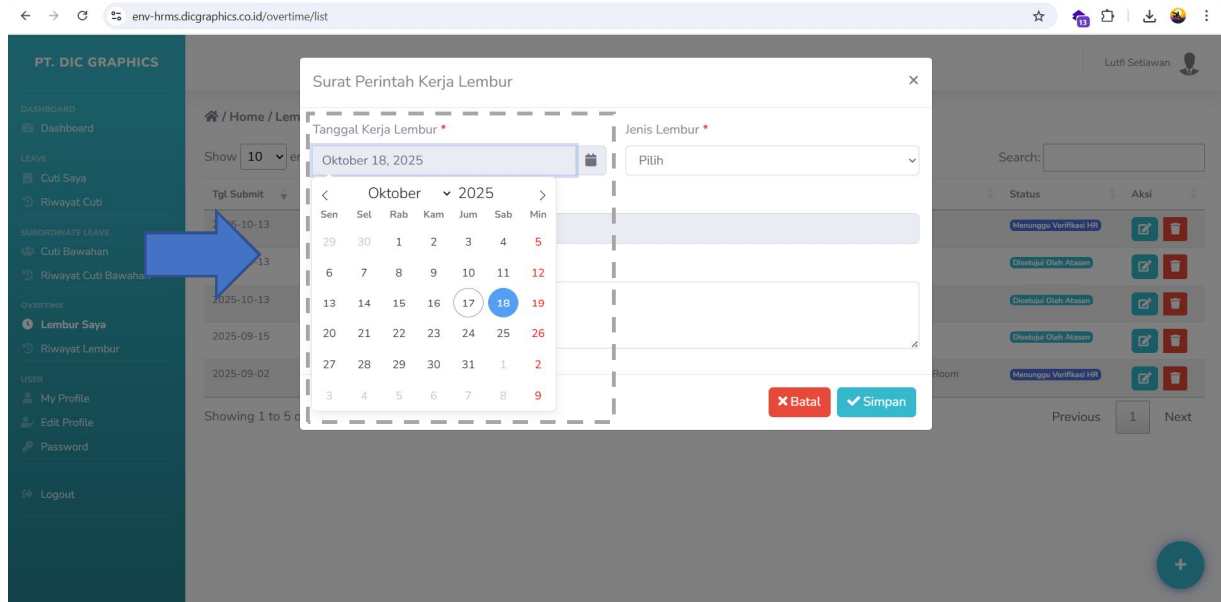 env-hrms.dicgraphics.co.id/overtime/list
13
PT. DIC GRAPHICS
Lutfi Setiawan
DASHBOARD
Dashboard
LEAVE
Cuti Saya
Riwayat Cuti
SUBORDINATE LEAVE
Cuti Bawahan
Riwayat Cuti Bawahan
OVERTIME
Lembur Saya
Riwayat Lembur
USER
My Profile
Edit Profile
Password
Logout
/ Home / Lem
Show 10
Search:
Tgl Submit Status Aksi
Menunggu Verifikasi HR
Disetujui Oleh Atasan
2025-10-13 Disetujui Oleh Atasan
2025-09-15 Disetujui Oleh Atasan
2025-09-02 Room Menunggu Verifikasi HR
Showing 1 to 5
Previous 1 Next
Surat Perintah Kerja Lembur ×
Tanggal Kerja Lembur * Jenis Lembur *
Oktober 18, 2025 Pilih
Oktober 2025
Sen Sel Rab Kam Jum Sab Min
29 30 1 2 3 4 5
6 7 8 9 10 11 12
13 14 15 16 17 18 19
20 21 22 23 24 25 26
27 28 29 30 31 1 2
3 4 5 6 7 8 9
Batal Simpan
+